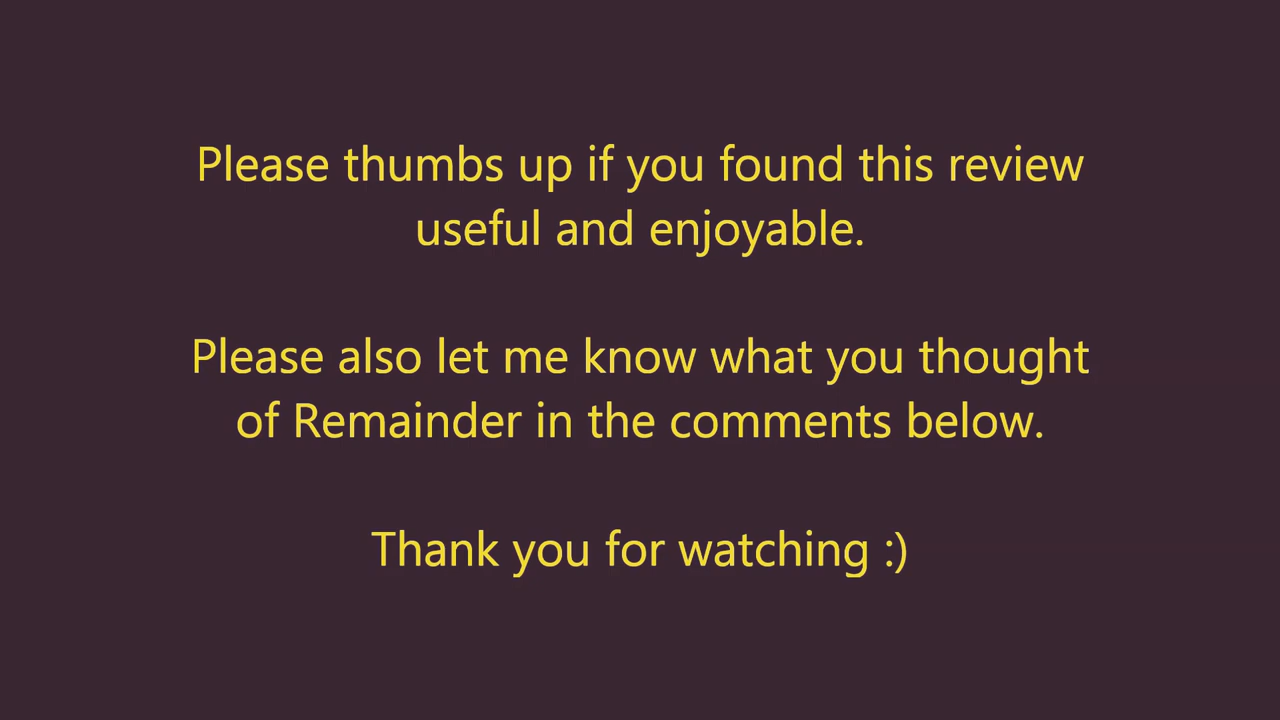 Please thumbs up if you found this review
useful and enjoyable.
Please also let me know what you thought
of Remainder in the comments below.
Thank you for watching :)